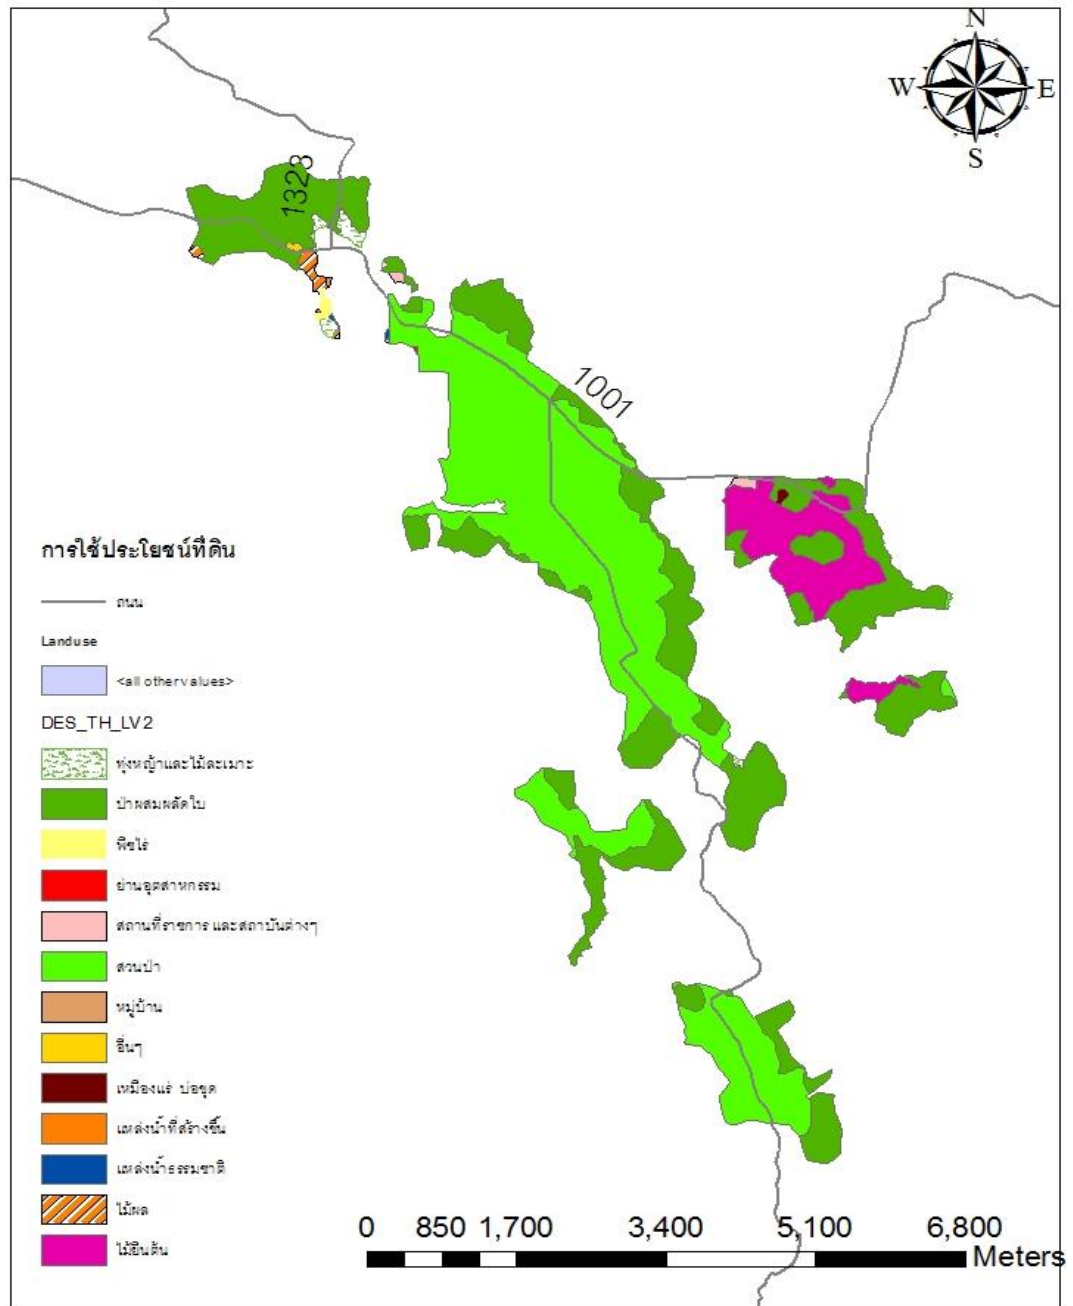 N
W E
S
1328
1001
การใช้ประโยชน์ที่ดิน
ถนน
Landuse
<all other values>
DES_TH_LV2
ทุ่งหญ้าและไม้ละเมาะ
ป่าผสมผลัดใบ
พืชไร่
ย่านอุตสาหกรรม
สถานที่ราชการ และสถาบันต่างๆ
สวนป่า
หมู่บ้าน
อื่นๆ
เหมืองแร่ บ่อขุด
แหล่งน้ำที่สร้างขึ้น
แหล่งน้ำธรรมชาติ
ไม้ผล
ไม้ยืนต้น
0 850 1,700 3,400 5,100 6,800
Meters